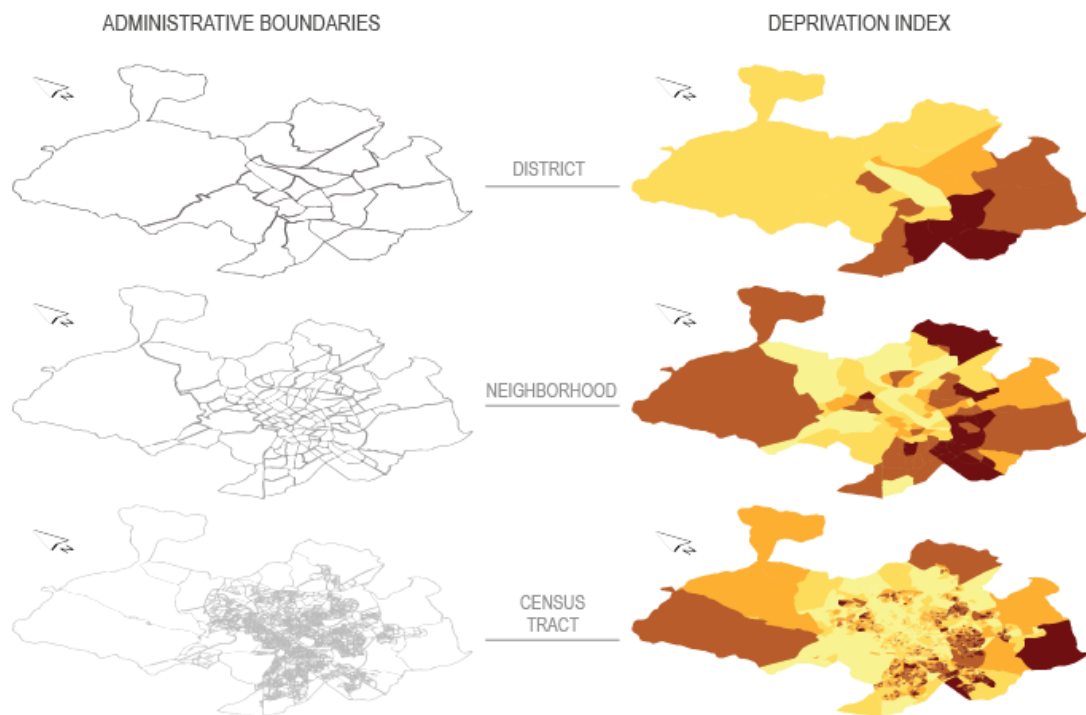 ADMINISTRATIVE BOUNDARIES
DEPRIVATION INDEX
N
N
DISTRICT
N
N
NEIGHBORHOOD
N
N
CENSUS
TRACT